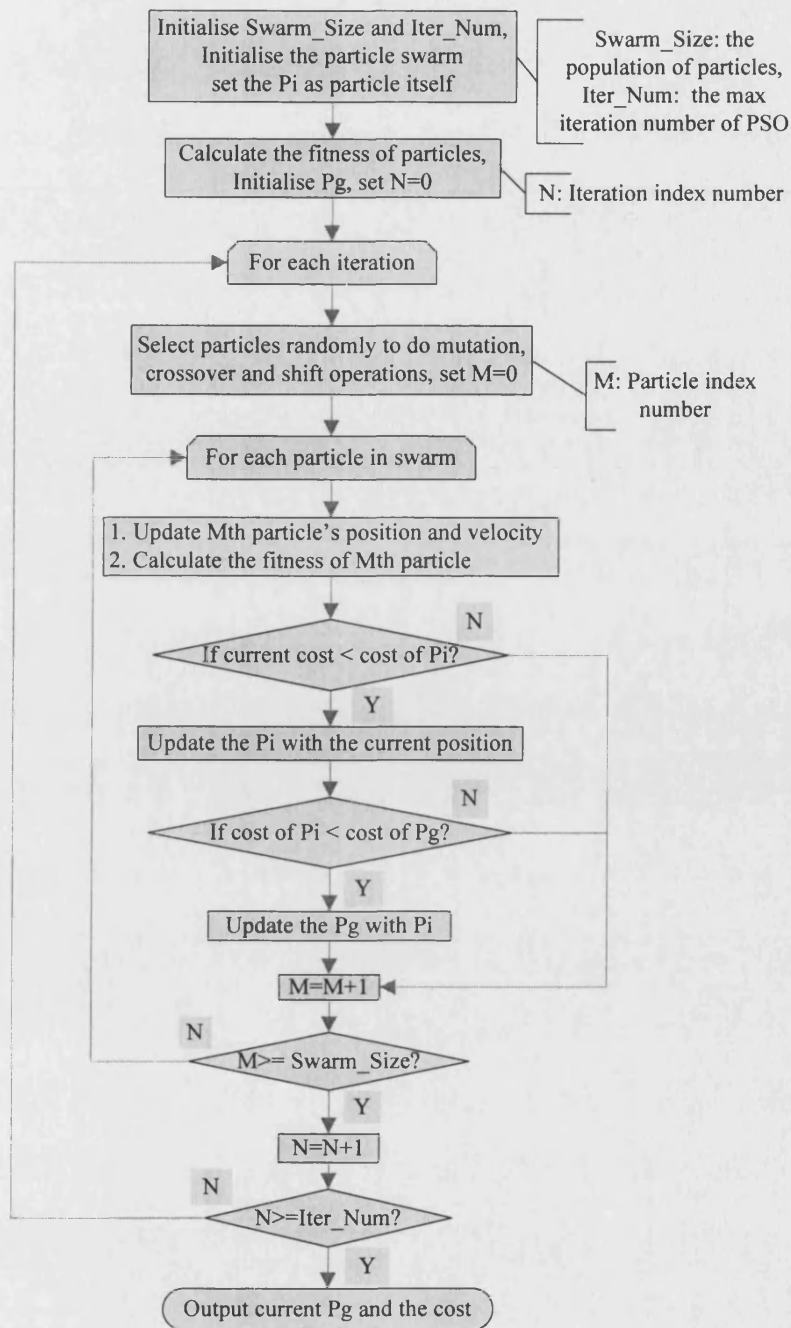 Initialise Swarm_Size and Iter_Num,
Initialise the particle swarm
set the Pi as particle itself
Swarm_Size: the
population of particles,
Iter_Num: the max
iteration number of PSO
Calculate the fitness of particles,
Initialise Pg, set N=0
N: Iteration index number
For each iteration
Select particles randomly to do mutation,
crossover and shift operations, set M=0
M: Particle index
number
For each particle in swarm
1. Update Mth particle's position and velocity
2. Calculate the fitness of Mth particle
N
If current cost < cost of Pi?
Y
Update the Pi with the current position
N
If cost of Pi < cost of Pg?
Y
Update the Pg with Pi
M=M+1
N
M>= Swarm_Size?
Y
N=N+1
N
N>=Iter_Num?
Y
Output current Pg and the cost